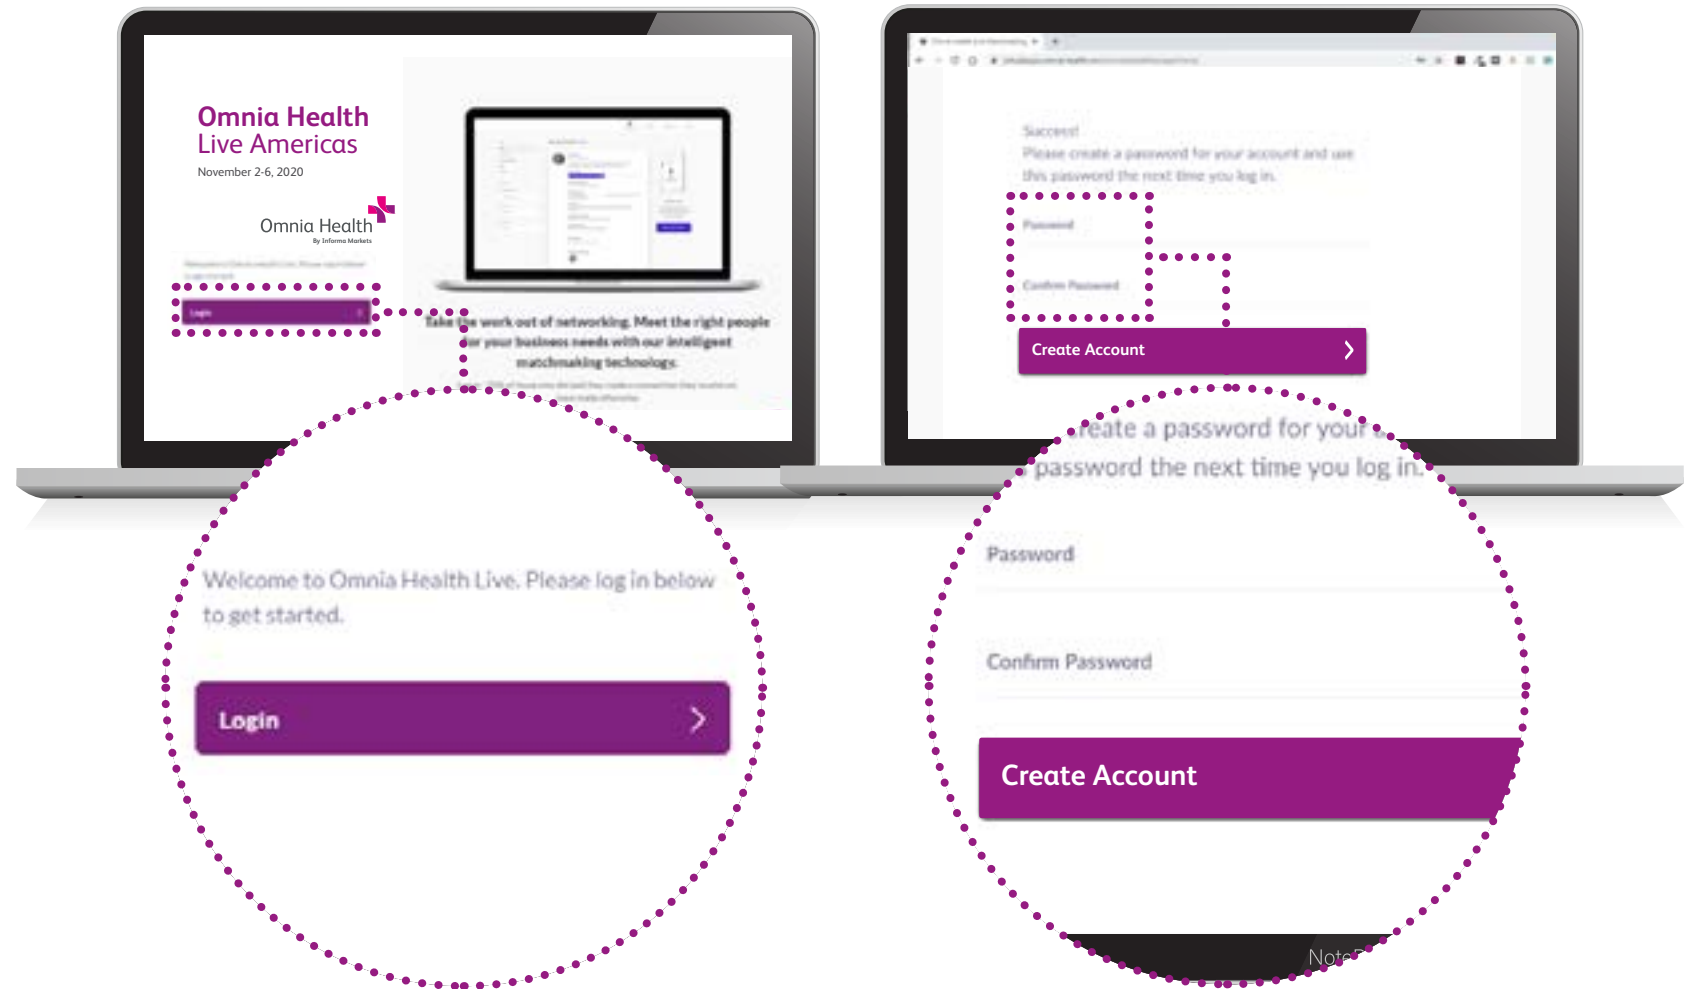 Omnia Health
Live Americas
November 2-6, 2020
Omnia Health
By Informa Markets
Login
Take the work out of networking. Meet the right people
for your business needs with our intelligent
matchmaking technology.
Welcome to Omnia Health Live. Please log in below
to get started.
Login
Success!
Please create a password for your account and use
this password the next time you log in.
Password
Confirm Password
Create Account
create a password for your
password the next time you log in.
Password
Confirm Password
Create Account